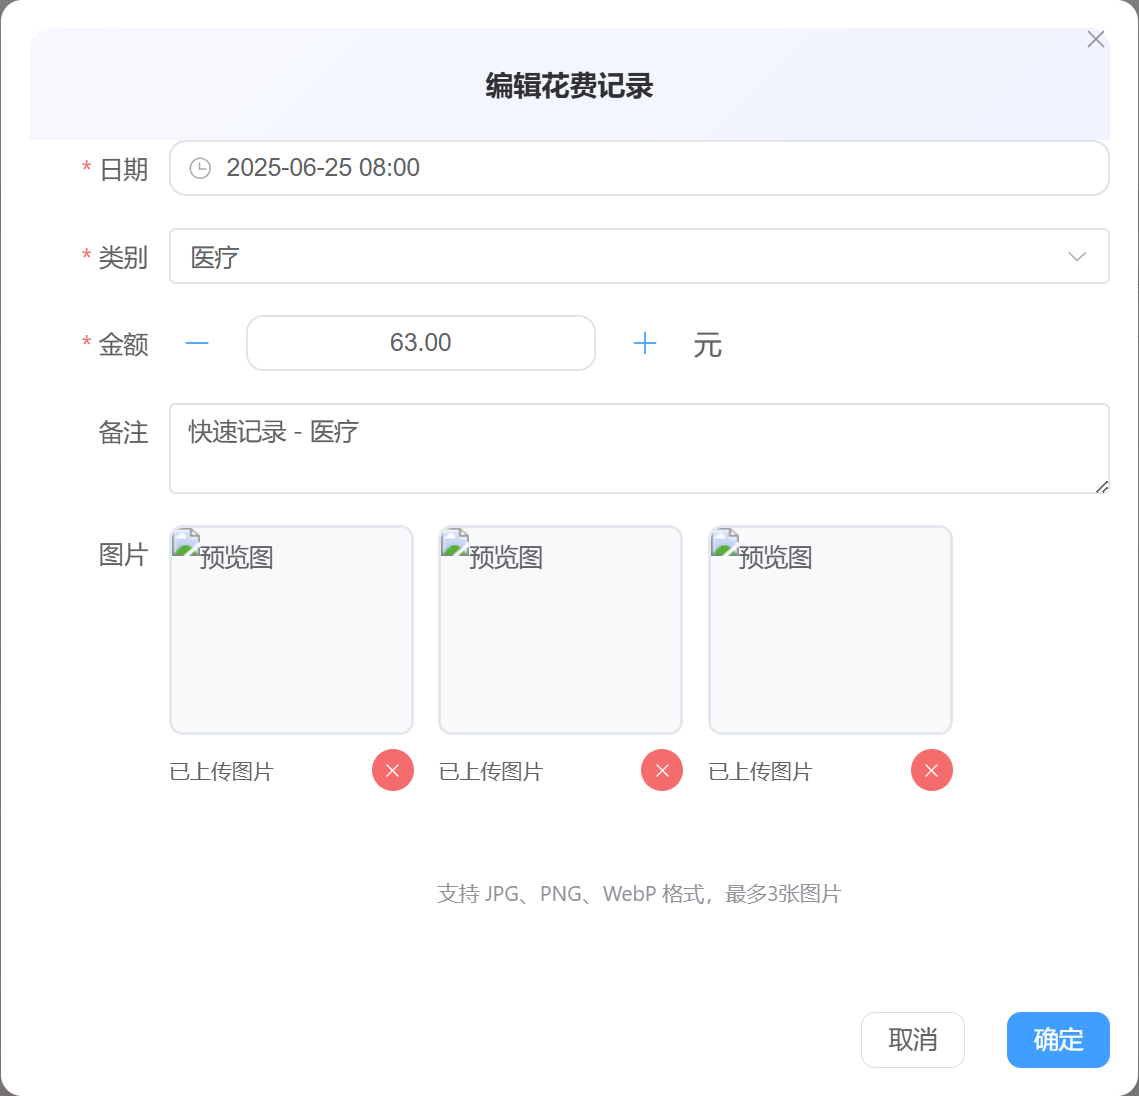 编辑花费记录
* 日期 2025-06-25 08:00
* 类别 医疗
* 金额 63.00 元
备注 快速记录 - 医疗
图片 预览图 预览图 预览图
已上传图片 已上传图片 已上传图片
支持 JPG、PNG、WebP 格式，最多3张图片
取消 确定